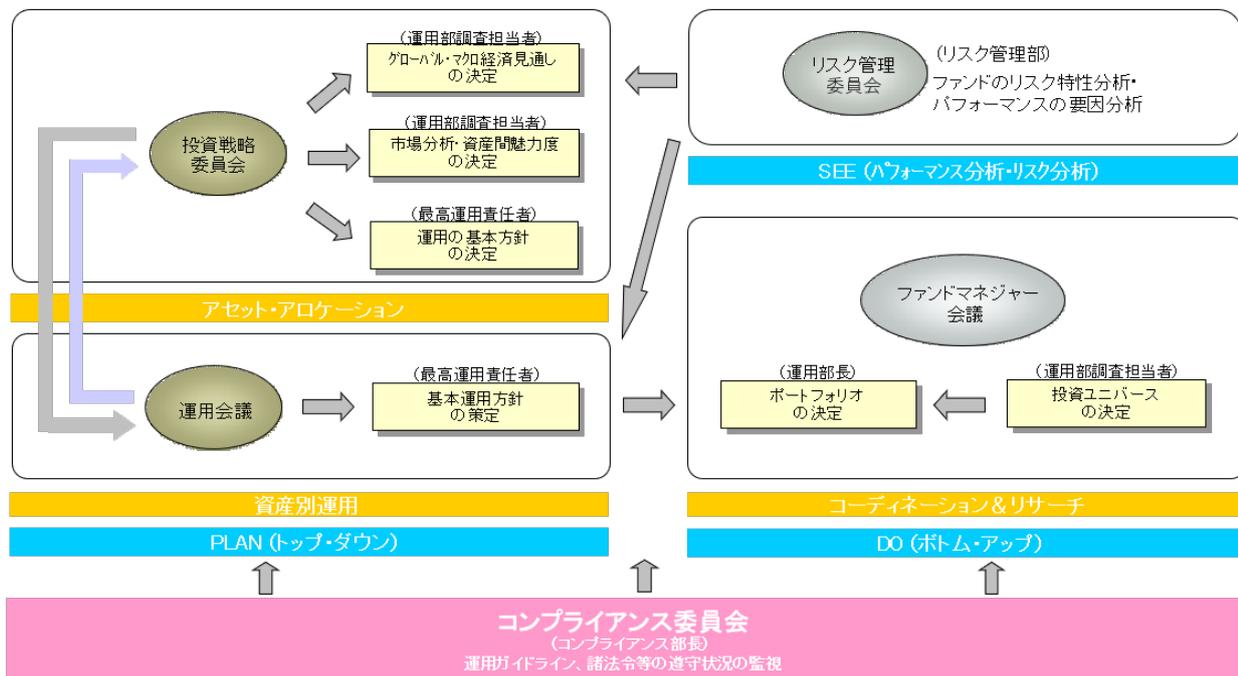 (運用部調査担当者)
グローバル・マクロ経済見通し
の決定
投資戦略
委員会
(運用部調査担当者)
市場分析・資産間魅力度
の決定
(最高運用責任者)
運用の基本方針
の決定
アセット・アロケーション
運用会議
(最高運用責任者)
基本運用方針
の策定
資産別運用
PLAN (トップ・ダウン)
リスク管理
委員会
(リスク管理部)
ファンドのリスク特性分析・
パフォーマンスの要因分析
SEE (パフォーマンス分析・リスク分析)
ファンドマネジャー
会議
(運用部長)
ポートフォリオ
の決定
(運用部調査担当者)
投資ユニバース
の決定
コーディネーション&リサーチ
DO (ボトム・アップ)
コンプライアンス委員会
(コンプライアンス部長)
運用ガイドライン、諸法令等の遵守状況の監視